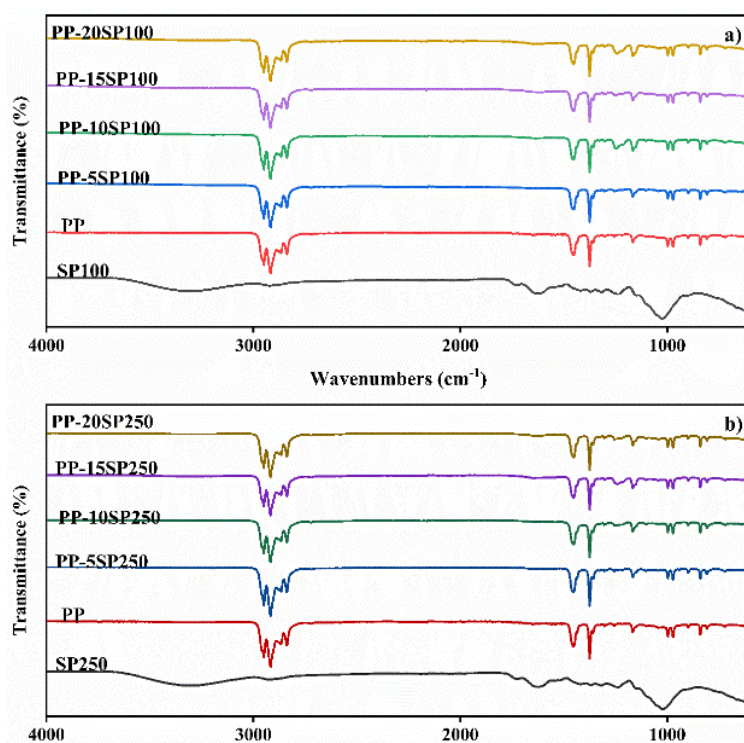 a)
PP-20SP100
PP-15SP100
PP-10SP100
PP-5SP100
PP
SP100
Transmittance (%)
4000 3000 2000 1000
Wavenumbers (cm⁻¹)
b)
PP-20SP250
PP-15SP250
PP-10SP250
PP-5SP250
PP
SP250
Transmittance (%)
4000 3000 2000 1000